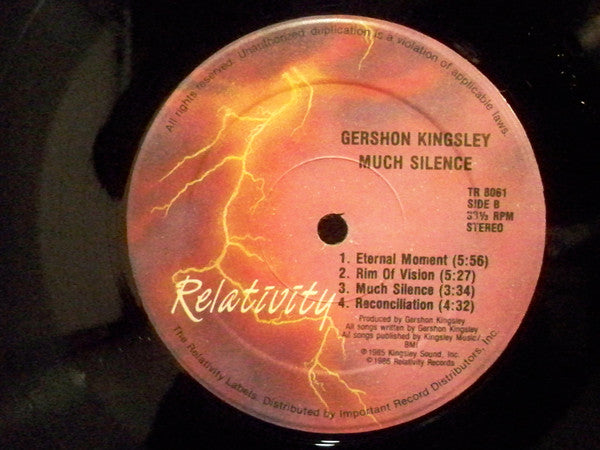 All rights reserved. Unauthorized duplication is a violation of applicable laws.
GERSHON KINGSLEY
MUCH SILENCE
TR 8061
SIDE B
33⅓ RPM
STEREO
1. Eternal Moment (5:56)
2. Rim Of Vision (5:27)
3. Much Silence (3:34)
4. Reconciliation (4:32)
Relativity
Produced by Gershon Kingsley
All songs written by Gershon Kingsley
All songs published by Kingsley Music/
BMI
℗ 1985 Kingsley Sound, Inc.
© 1986 Relativity Records
The Relativity Labels. Distributed by Important Record Distributors, Inc.